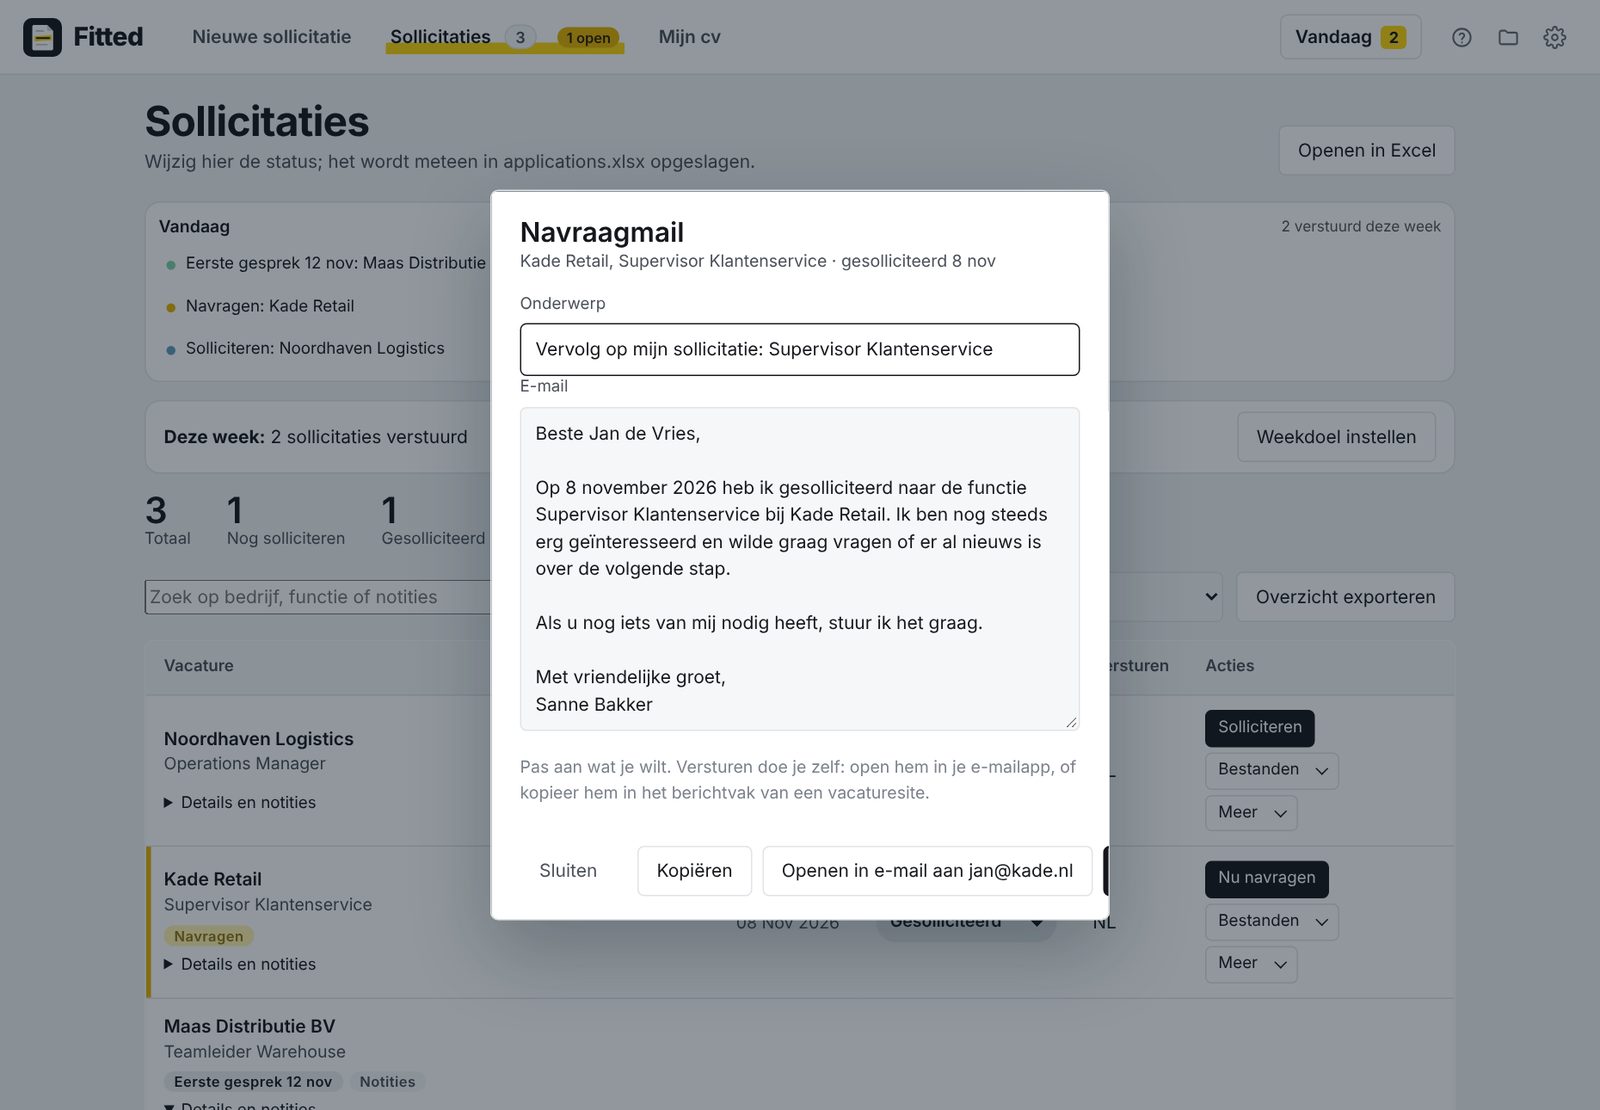 Fitted
Nieuwe sollicitatie
Sollicitaties 3 1 open
Mijn cv
Vandaag 2
Sollicitaties
Wijzig hier de status; het wordt meteen in applications.xlsx opgeslagen.
Openen in Excel
Vandaag
2 verstuurd deze week
Eerste gesprek 12 nov: Maas Distributie
Navragen: Kade Retail
Solliciteren: Noordhaven Logistics
Deze week: 2 sollicitaties verstuurd
Weekdoel instellen
3
Totaal
1
Nog solliciteren
1
Gesolliciteerd
Zoek op bedrijf, functie of notities
Overzicht exporteren
Vacature
Acties
Noordhaven Logistics
Operations Manager
Details en notities
Solliciteren
Bestanden
Meer
Kade Retail
Supervisor Klantenservice
Navragen
Details en notities
08 Nov 2026
Gesolliciteerd
NL
Nu navragen
Bestanden
Meer
Maas Distributie BV
Teamleider Warehouse
Eerste gesprek 12 nov Notities
Details en notities
Navraagmail
Kade Retail, Supervisor Klantenservice · gesolliciteerd 8 nov
Onderwerp
Vervolg op mijn sollicitatie: Supervisor Klantenservice
E-mail
Beste Jan de Vries,
Op 8 november 2026 heb ik gesolliciteerd naar de functie
Supervisor Klantenservice bij Kade Retail. Ik ben nog steeds
erg geïnteresseerd en wilde graag vragen of er al nieuws is
over de volgende stap.
Als u nog iets van mij nodig heeft, stuur ik het graag.
Met vriendelijke groet,
Sanne Bakker
Pas aan wat je wilt. Versturen doe je zelf: open hem in je e-mailapp, of
kopieer hem in het berichtvak van een vacaturesite.
Sluiten
Kopiëren
Openen in e-mail aan jan@kade.nl